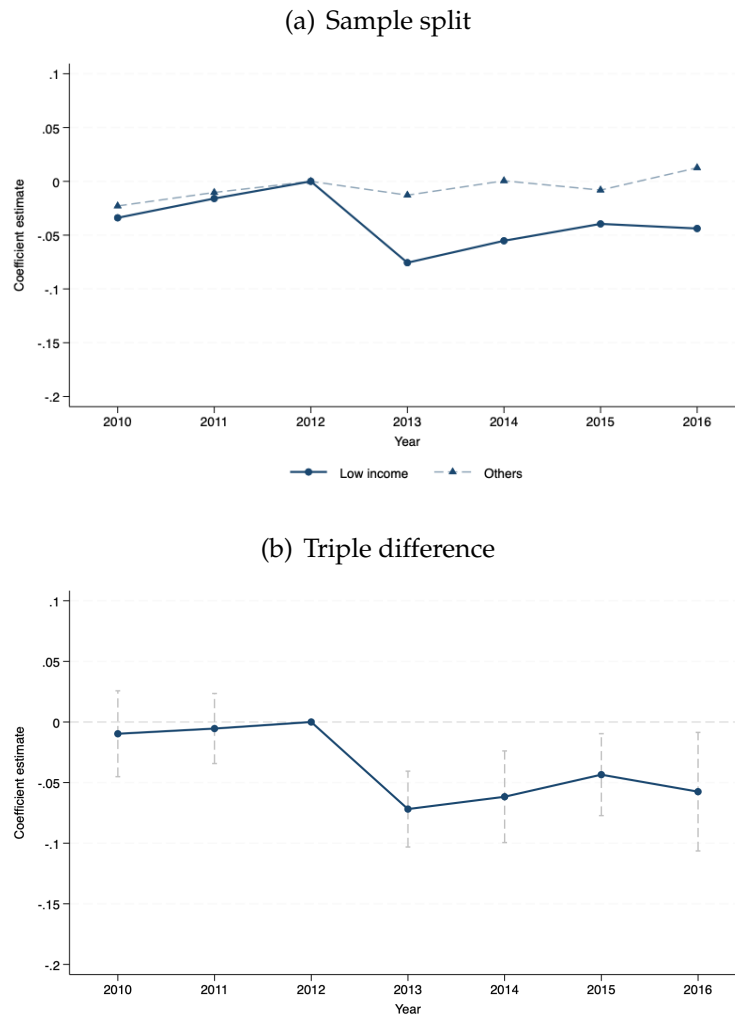 (a) Sample split
.1
.05
0
-.05
-.1
-.15
-.2
Coefficient estimate
2010 2011 2012 2013 2014 2015 2016
Year
Low income Others
(b) Triple difference
.1
.05
0
-.05
-.1
-.15
-.2
Coefficient estimate
2010 2011 2012 2013 2014 2015 2016
Year